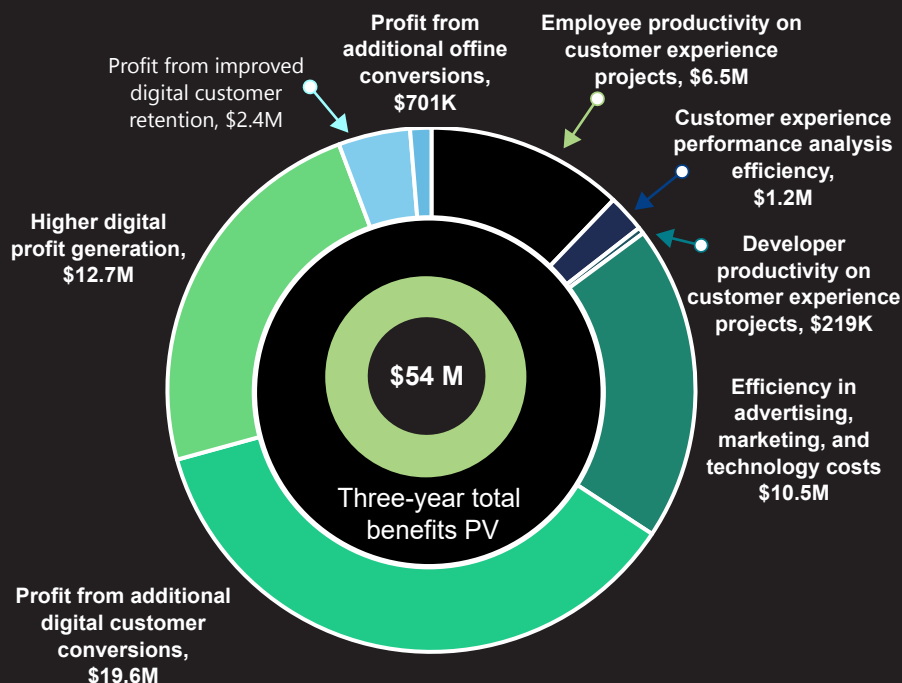 Profit from
additional offine
conversions,
$701K
Employee productivity on
customer experience
projects, $6.5M
Profit from improved
digital customer
retention, $2.4M
Customer experience
performance analysis
efficiency,
$1.2M
Higher digital
profit generation,
$12.7M
Developer
productivity on
customer experience
projects, $219K
$54 M
Three-year total
benefits PV
Efficiency in
advertising,
marketing, and
technology costs
$10.5M
Profit from additional
digital customer
conversions,
$19.6M